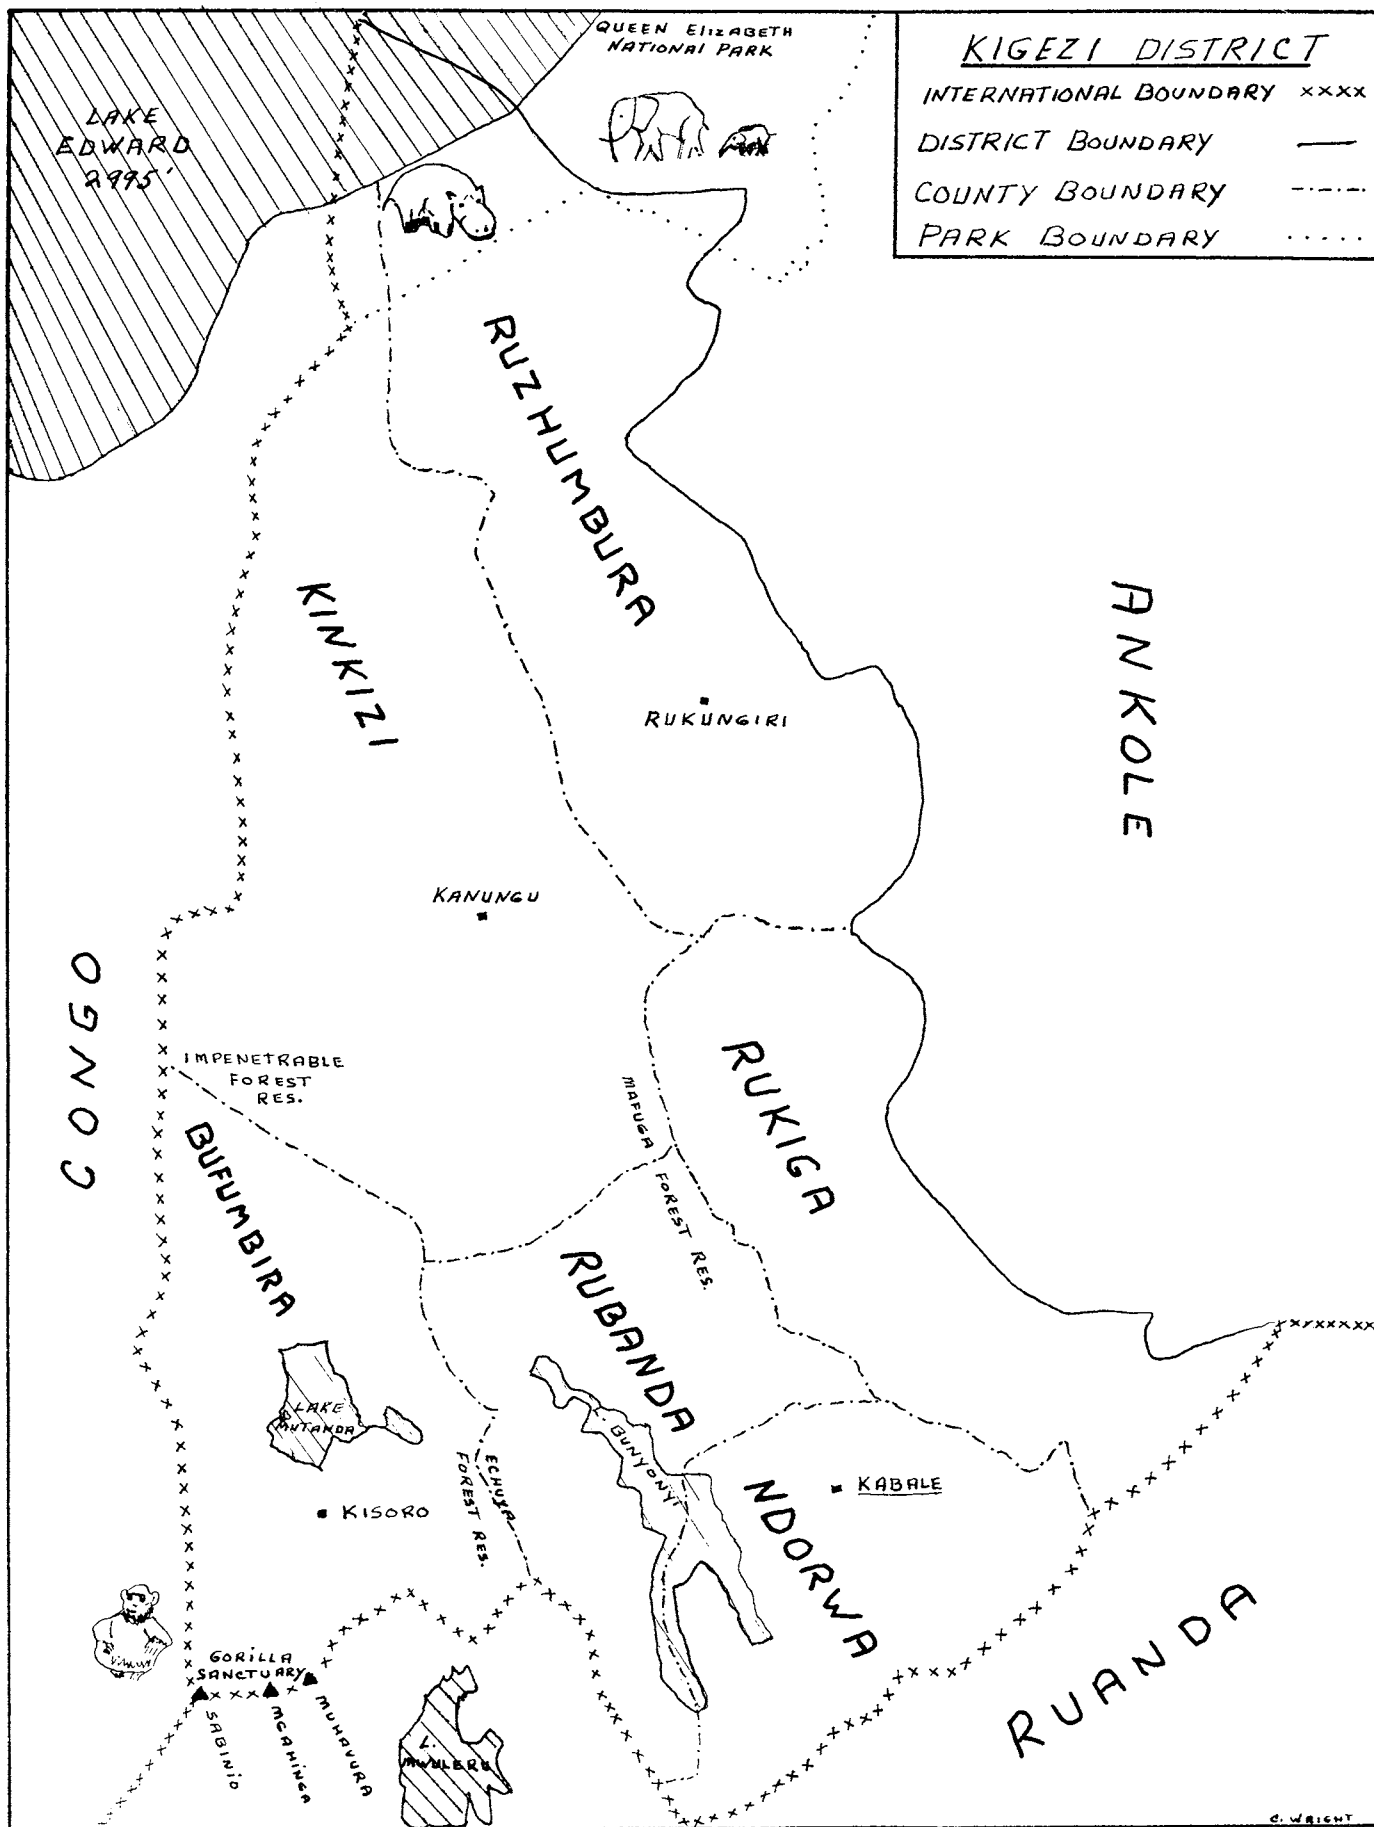 QUEEN ELIZABETH
NATIONAL PARK
KIGEZI DISTRICT
INTERNATIONAL BOUNDARY xxxx
DISTRICT BOUNDARY
COUNTY BOUNDARY
PARK BOUNDARY
LAKE
EDWARD
2995'
RUZHUMBURA
KINKIZI
ANKOLE
RUKUNGIRI
KANUNGU
CONGO
IMPENETRABLE
FOREST
RES.
MAFUGA
FOREST RES.
RUKIGA
BUFUMBIRA
RUBANDA
LAKE
MUTANDA
BUNYONYI
ECHUYA
FOREST RES.
KISORO
KABALE
NDORWA
GORILLA
SANCTUARY
SABINIO
MGAHINGA
MUHAVURA
L.
RUANDA
C. WRIGHT